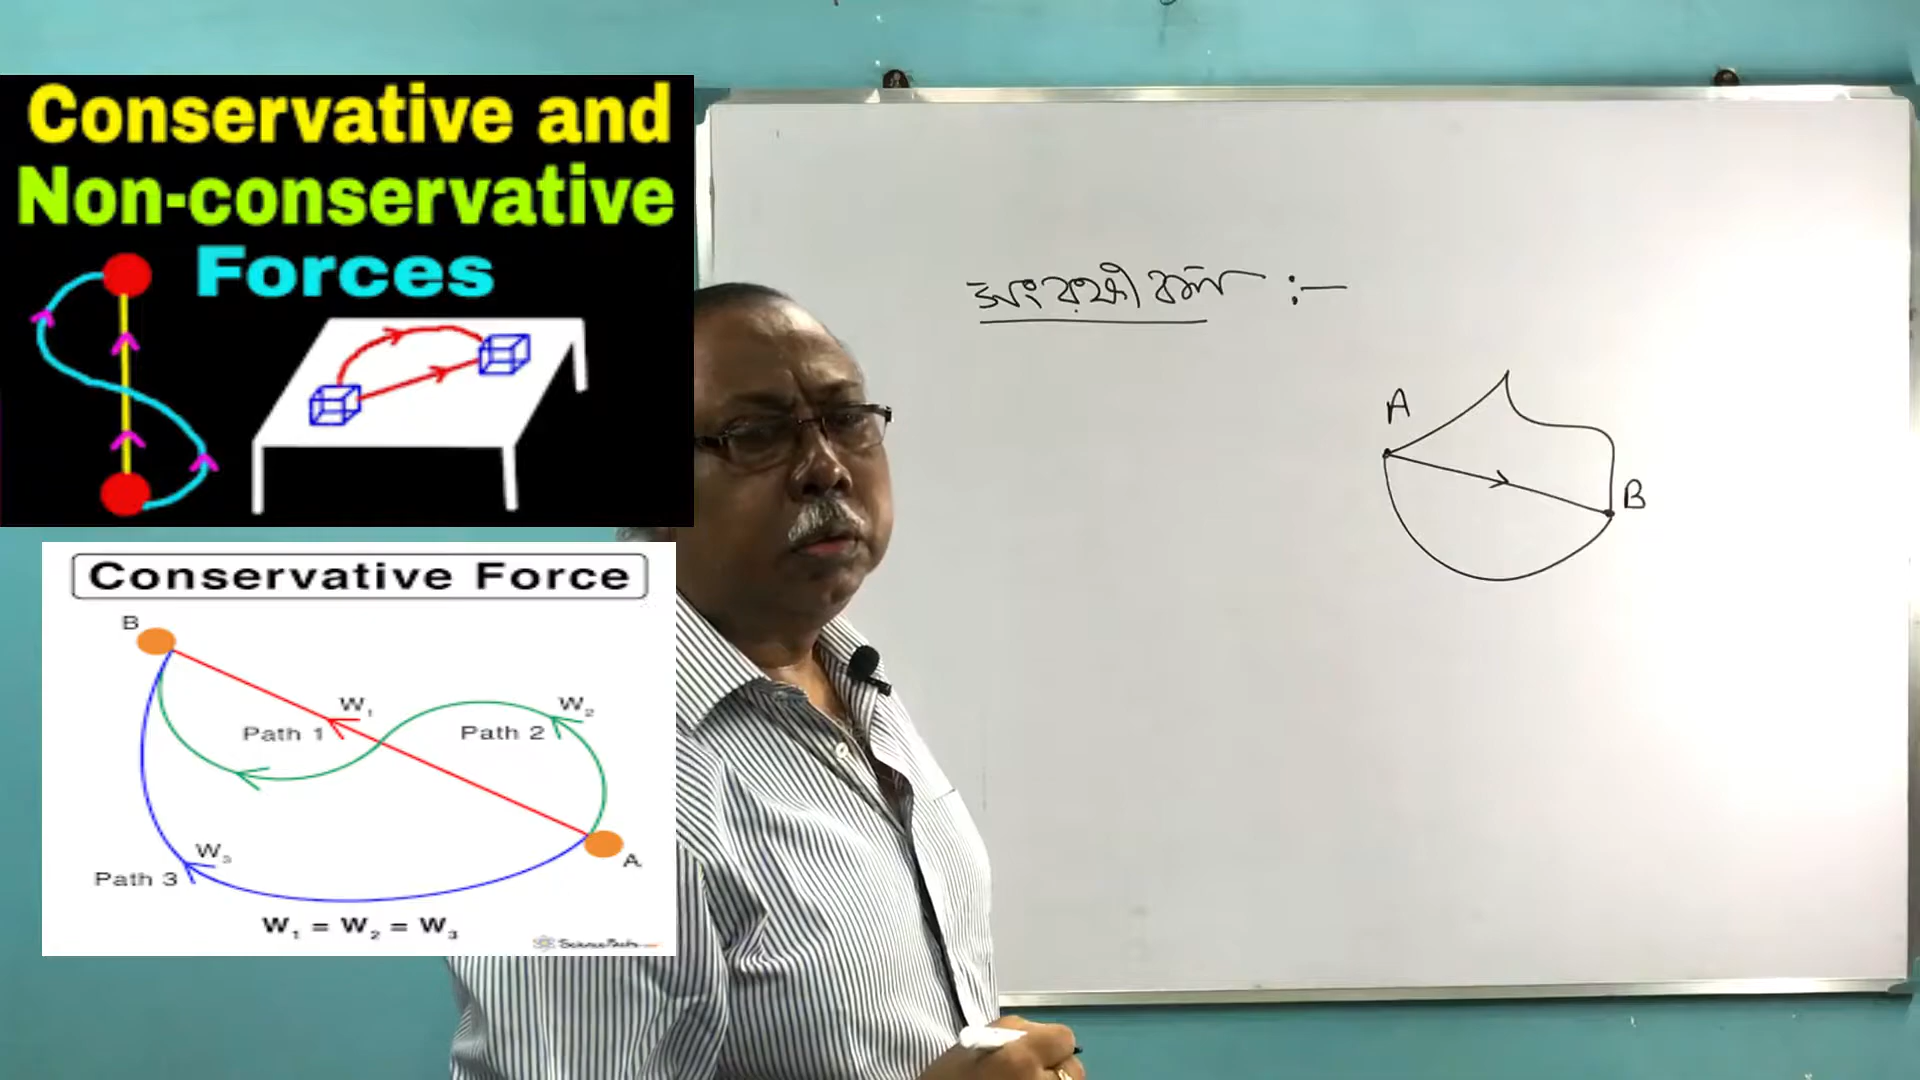 Conservative and
Non-conservative
Forces
Conservative Force
B
W₁
Path 1
W₂
Path 2
W₃
Path 3
A
W₁ = W₂ = W₃
সংরক্ষী বল :—
A
B